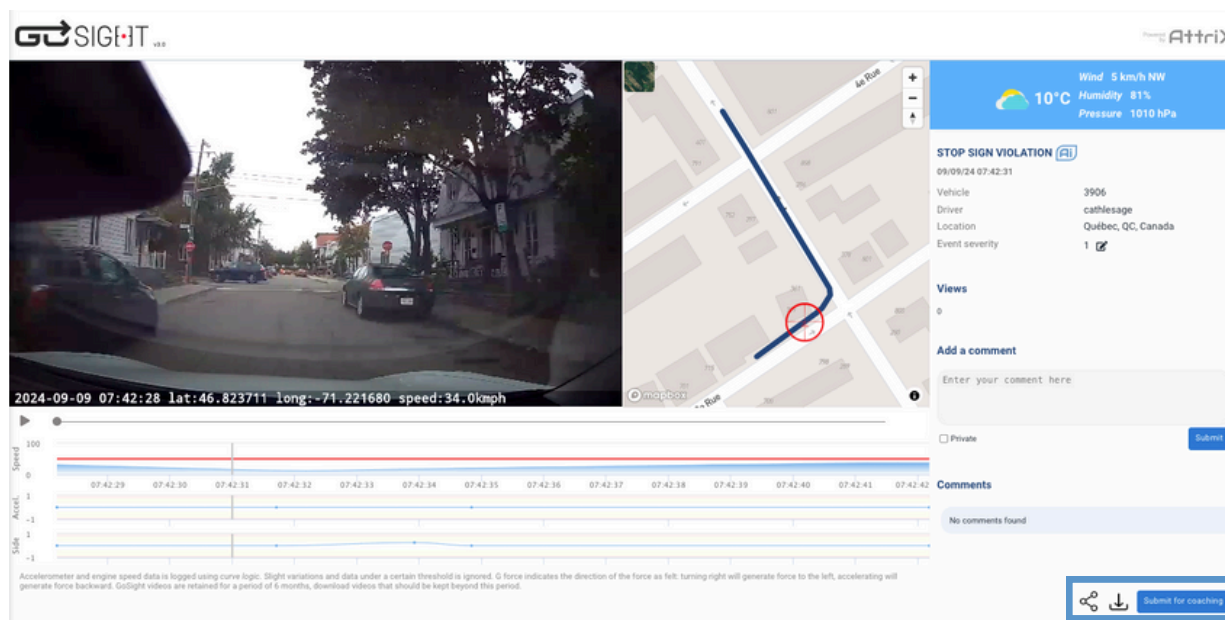 GO SIGHT v3.0
Powered by AttriX
4e Rue
mapbox
4e Rue
2024-09-09 07:42:28 lat:46.823711 long:-71.221680 speed:34.0kmph
10°C
Wind 5 km/h NW
Humidity 81%
Pressure 1010 hPa
STOP SIGN VIOLATION Ai
09/09/24 07:42:31
Vehicle 3906
Driver cathlesage
Location Québec, QC, Canada
Event severity 1
Views
0
Add a comment
Enter your comment here
Private
Submit
Comments
No comments found
Speed
100
0
07:42:29 07:42:30 07:42:31 07:42:32 07:42:33 07:42:34 07:42:35 07:42:36 07:42:37 07:42:38 07:42:39 07:42:40 07:42:41 07:42:42
Accel.
1
-1
Side
1
-1
Accelerometer and engine speed data is logged using curve logic. Slight variations and data under a certain threshold is ignored. G force indicates the direction of the force as felt: turning right will generate force to the left, accelerating will
generate force backward. GoSight videos are retained for a period of 6 months, download videos that should be kept beyond this period.
Submit for coaching